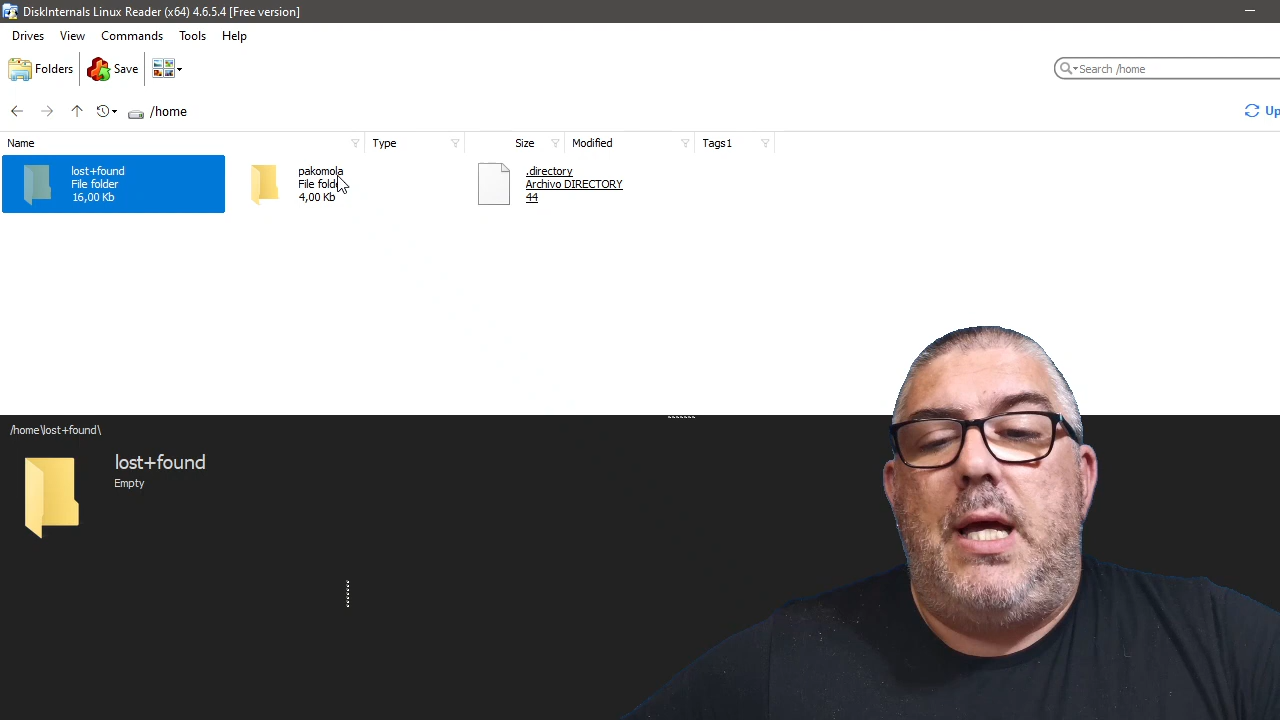 DiskInternals Linux Reader (x64) 4.6.5.4 [Free version]
Drives View Commands Tools Help
Folders Save Search /home
/home Up
Name Type Size Modified Tags1
lost+found
File folder
16,00 Kb
pakomola
File folder
4,00 Kb
.directory
Archivo DIRECTORY
44
/home\lost+found\
lost+found
Empty